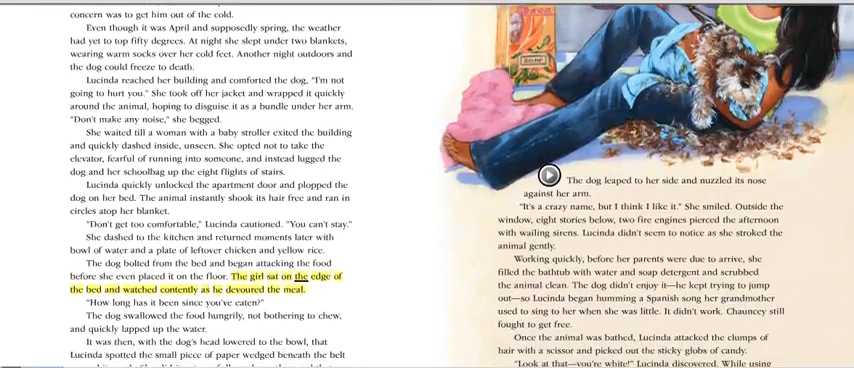 concern was to get him out of the cold.
Even though it was April and supposedly spring, the weather
had yet to top fifty degrees. At night she slept under two blankets,
wearing warm socks over her cold feet. Another night outdoors and
the dog could freeze to death.
Lucinda reached her building and comforted the dog, "I'm not
going to hurt you." She took off her jacket and wrapped it quickly
around the animal, hoping to disguise it as a bundle under her arm.
"Don't make any noise," she begged.
She waited till a woman with a baby stroller exited the building
and quickly dashed inside, unseen. She opted not to take the
elevator, fearful of running into someone, and instead lugged the
dog and her schoolbag up the eight flights of stairs.
Lucinda quickly unlocked the apartment door and plopped the
dog on her bed. The animal instantly shook its hair free and ran in
circles atop her blanket.
"Don't get too comfortable," Lucinda cautioned. "You can't stay."
She dashed to the kitchen and returned moments later with
bowl of water and a plate of leftover chicken and yellow rice.
The dog bolted from the bed and began attacking the food
before she even placed it on the floor. The girl sat on the edge of
the bed and watched contently as he devoured the meal.
"How long has it been since you've eaten?"
The dog swallowed the food hungrily, not bothering to chew,
and quickly lapped up the water.
It was then, with the dog's head lowered to the bowl, that
Lucinda spotted the small piece of paper wedged beneath the belt
The dog leaped to her side and nuzzled its nose
against her arm.
"It's a crazy name, but I think I like it." She smiled. Outside the
window, eight stories below, two fire engines pierced the afternoon
with wailing sirens. Lucinda didn't seem to notice as she stroked the
animal gently.
Working quickly, before her parents were due to arrive, she
filled the bathtub with water and soap detergent and scrubbed
the animal clean. The dog didn't enjoy it—he kept trying to jump
out—so Lucinda began humming a Spanish song her grandmother
used to sing to her when she was little. It didn't work. Chauncey still
fought to get free.
Once the animal was bathed, Lucinda attacked the clumps of
hair with a scissor and picked out the sticky globs of candy.
"Look at that—you're white!" Lucinda discovered. While using